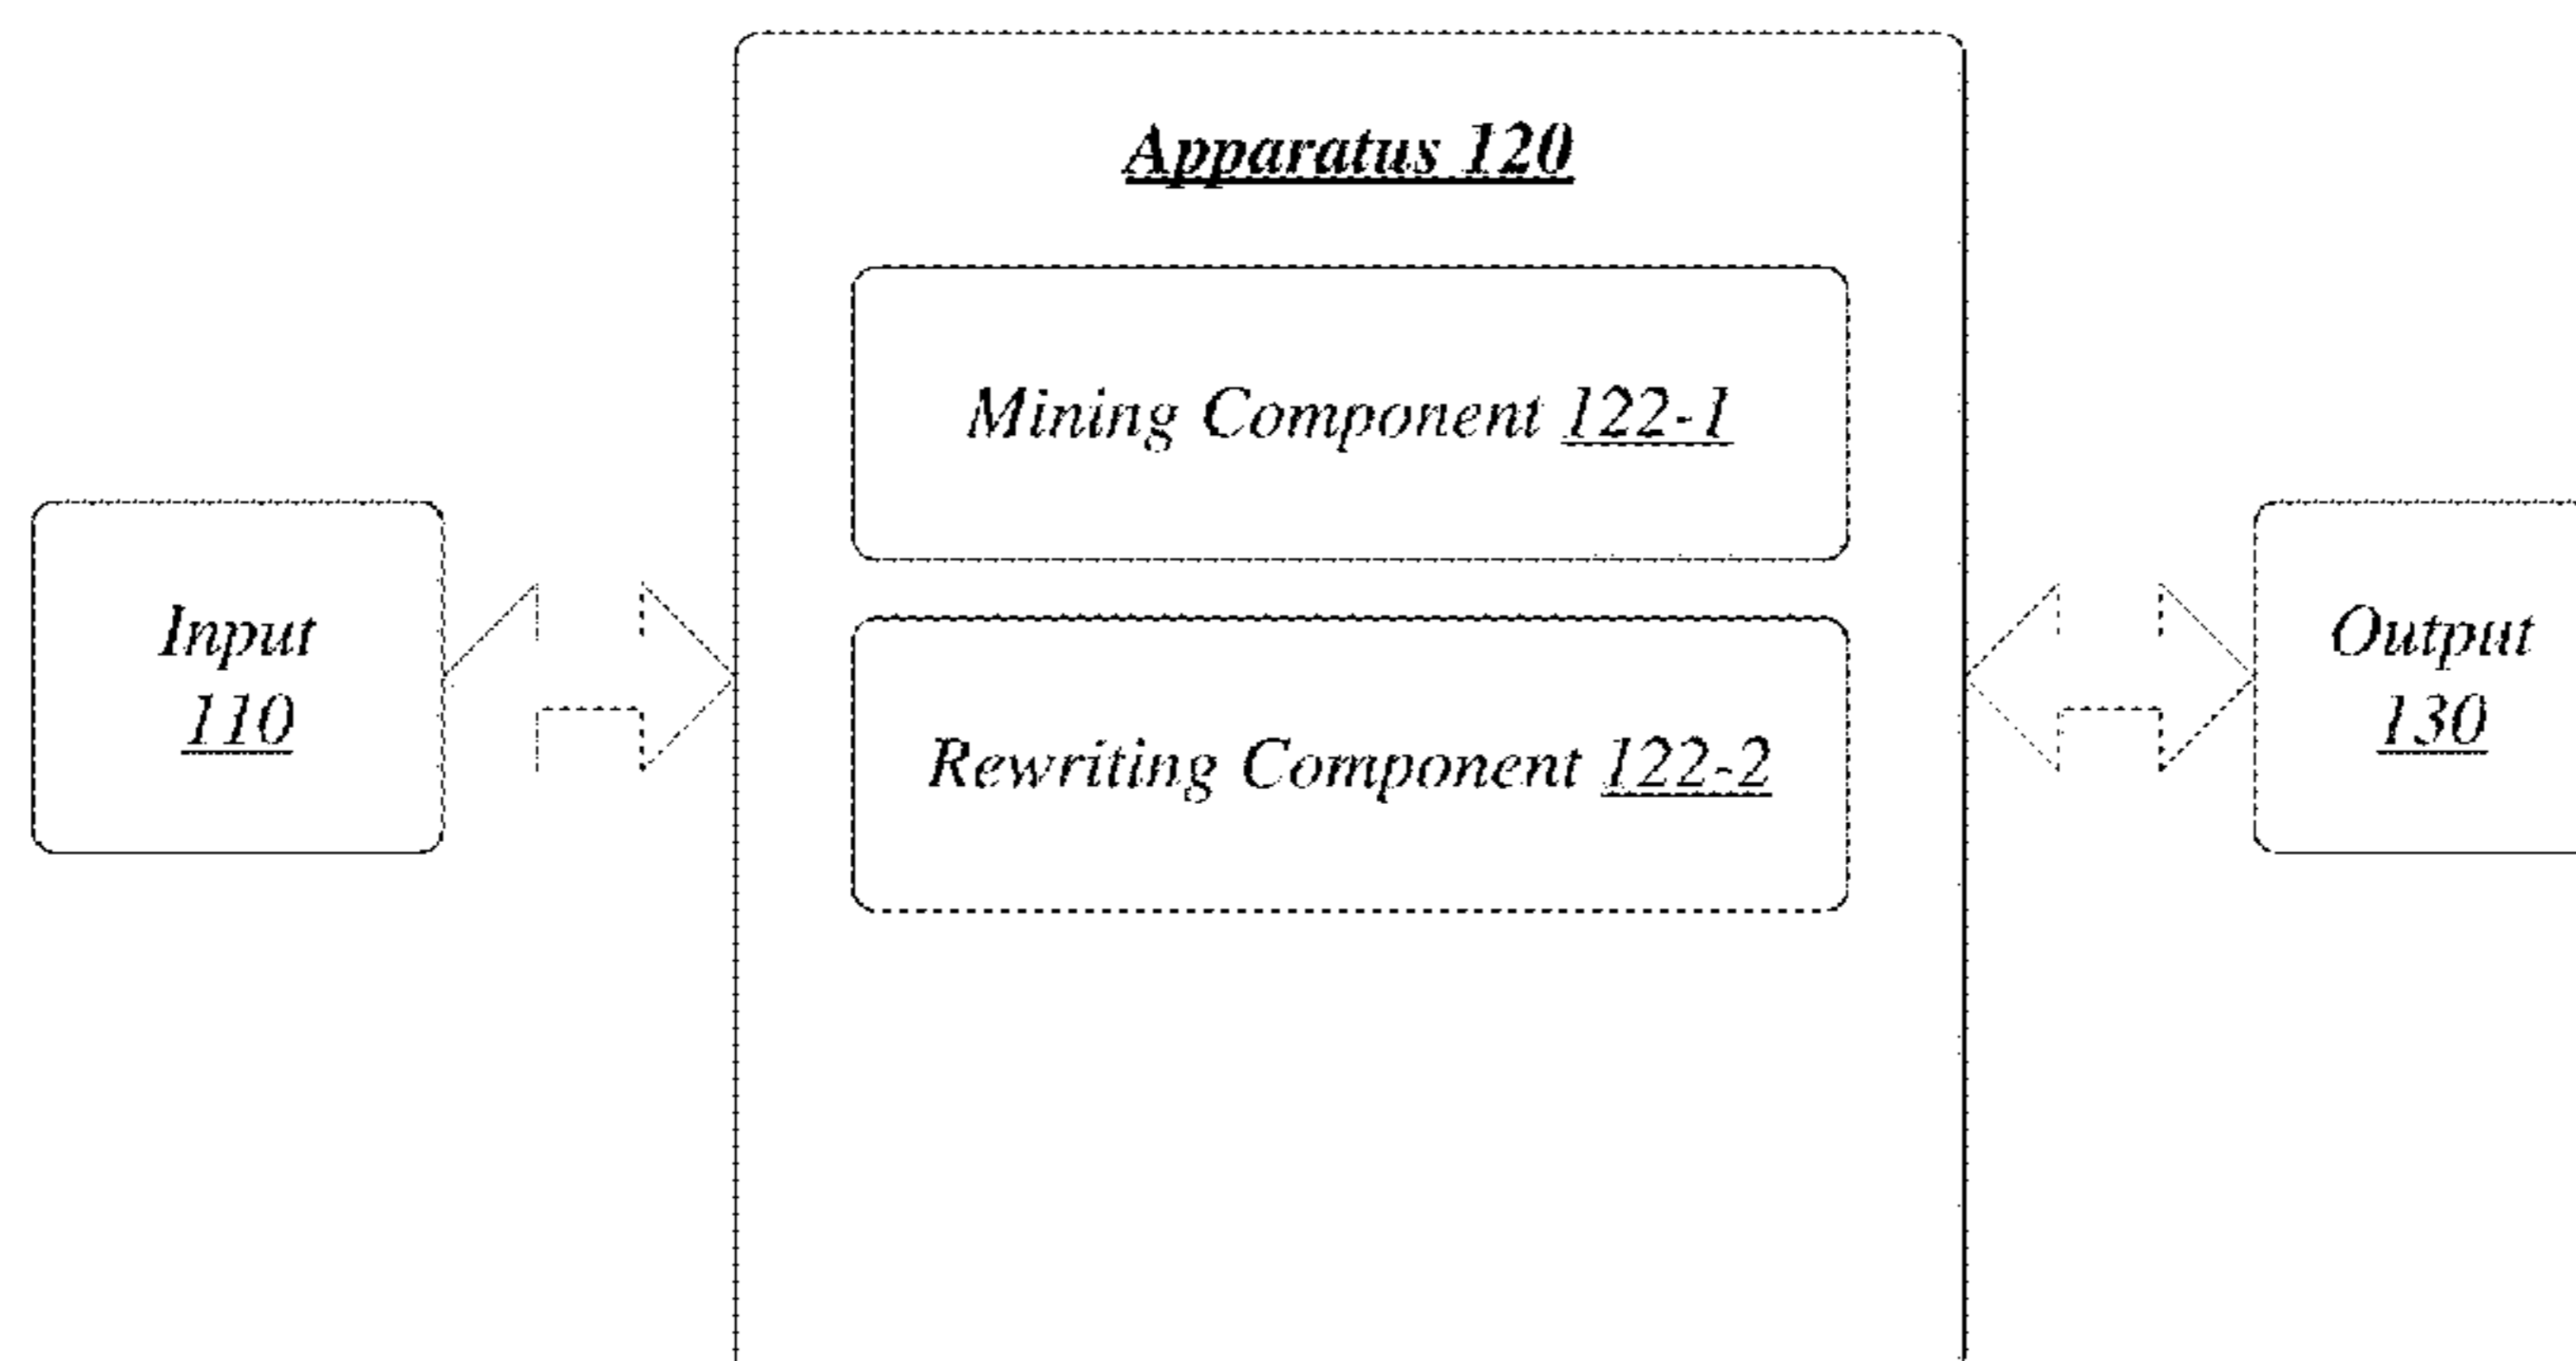 Apparatus 120
Mining Component 122-1
Input
110
Rewriting Component 122-2
Output
130